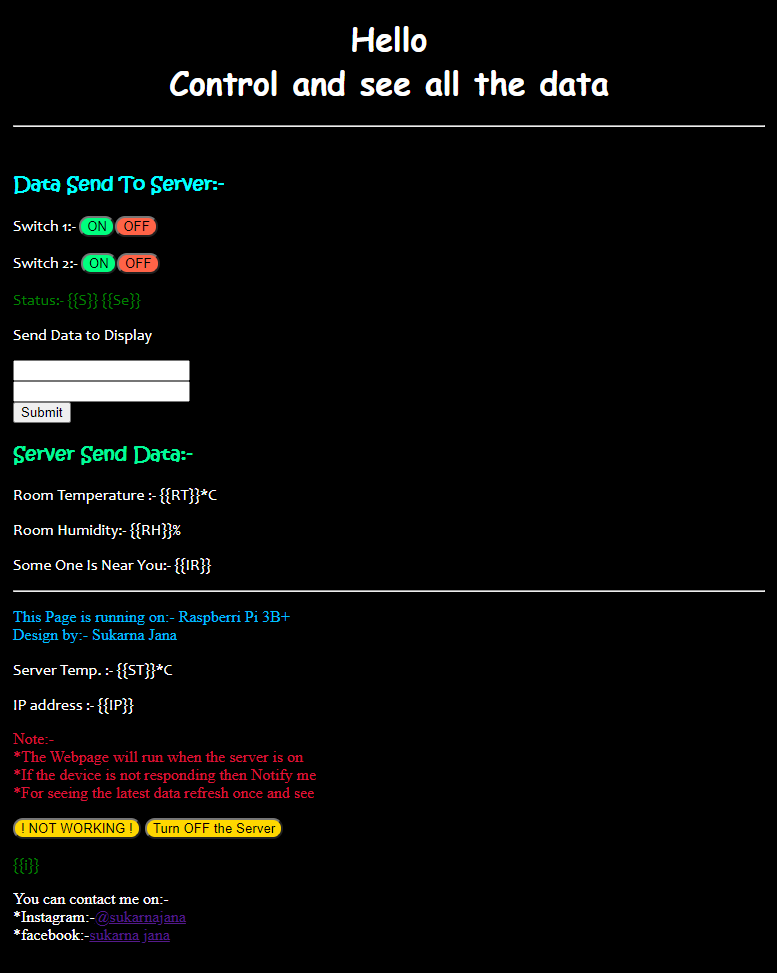 Hello
Control and see all the data
Data Send To Server:-
Switch 1:- ON OFF
Switch 2:- ON OFF
Status:- {{S}} {{Se}}
Send Data to Display
Submit
Server Send Data:-
Room Temperature :- {{RT}}*C
Room Humidity:- {{RH}}%
Some One Is Near You:- {{IR}}
This Page is running on:- Raspberri Pi 3B+
Design by:- Sukarna Jana
Server Temp. :- {{ST}}*C
IP address :- {{IP}}
Note:-
*The Webpage will run when the server is on
*If the device is not responding then Notify me
*For seeing the latest data refresh once and see
! NOT WORKING ! Turn OFF the Server
{{i}}
You can contact me on:-
*Instagram:-@sukarnajana
*facebook:-sukarna jana